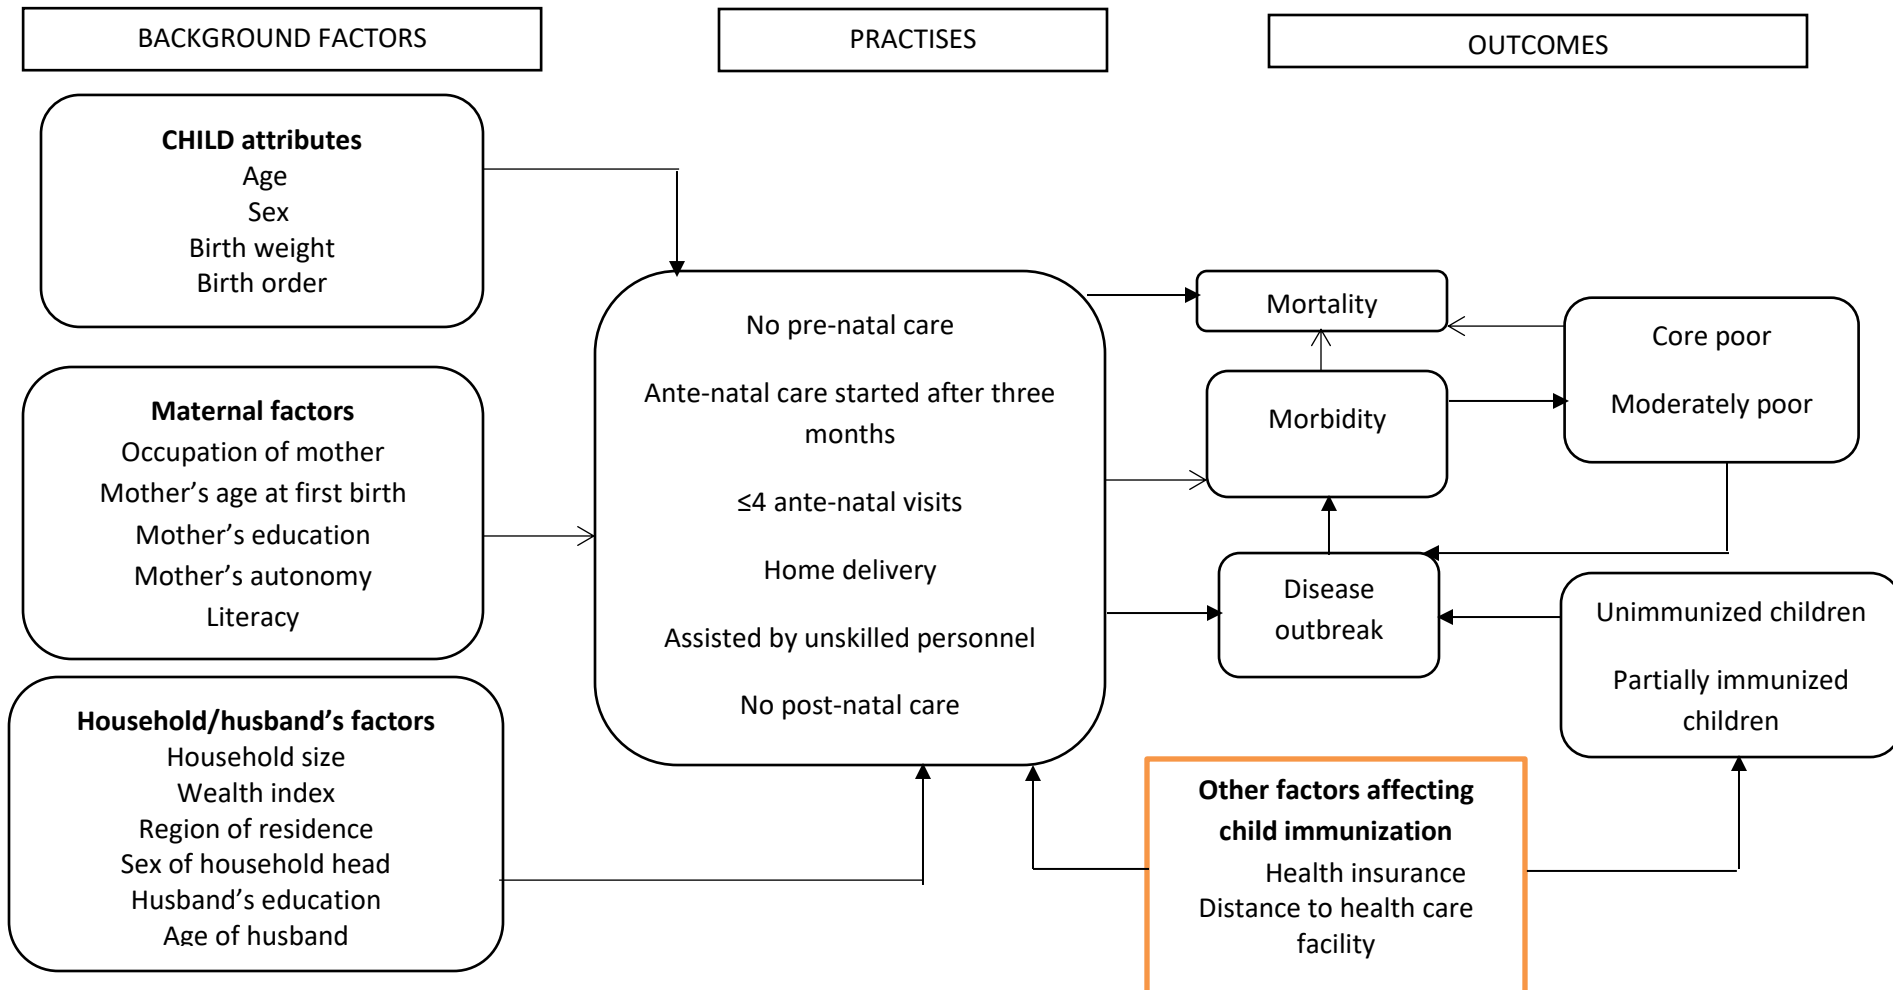 BACKGROUND FACTORS
PRACTISES
OUTCOMES
CHILD attributes
Age
Sex
Birth weight
Birth order
Maternal factors
Occupation of mother
Mother’s age at first birth
Mother’s education
Mother’s autonomy
Literacy
Household/husband’s factors
Household size
Wealth index
Region of residence
Sex of household head
Husband’s education
Age of husband
No pre-natal care
Ante-natal care started after three
months
≤4 ante-natal visits
Home delivery
Assisted by unskilled personnel
No post-natal care
Mortality
Morbidity
Disease
outbreak
Core poor
Moderately poor
Unimmunized children
Partially immunized
children
Other factors affecting
child immunization
Health insurance
Distance to health care
facility